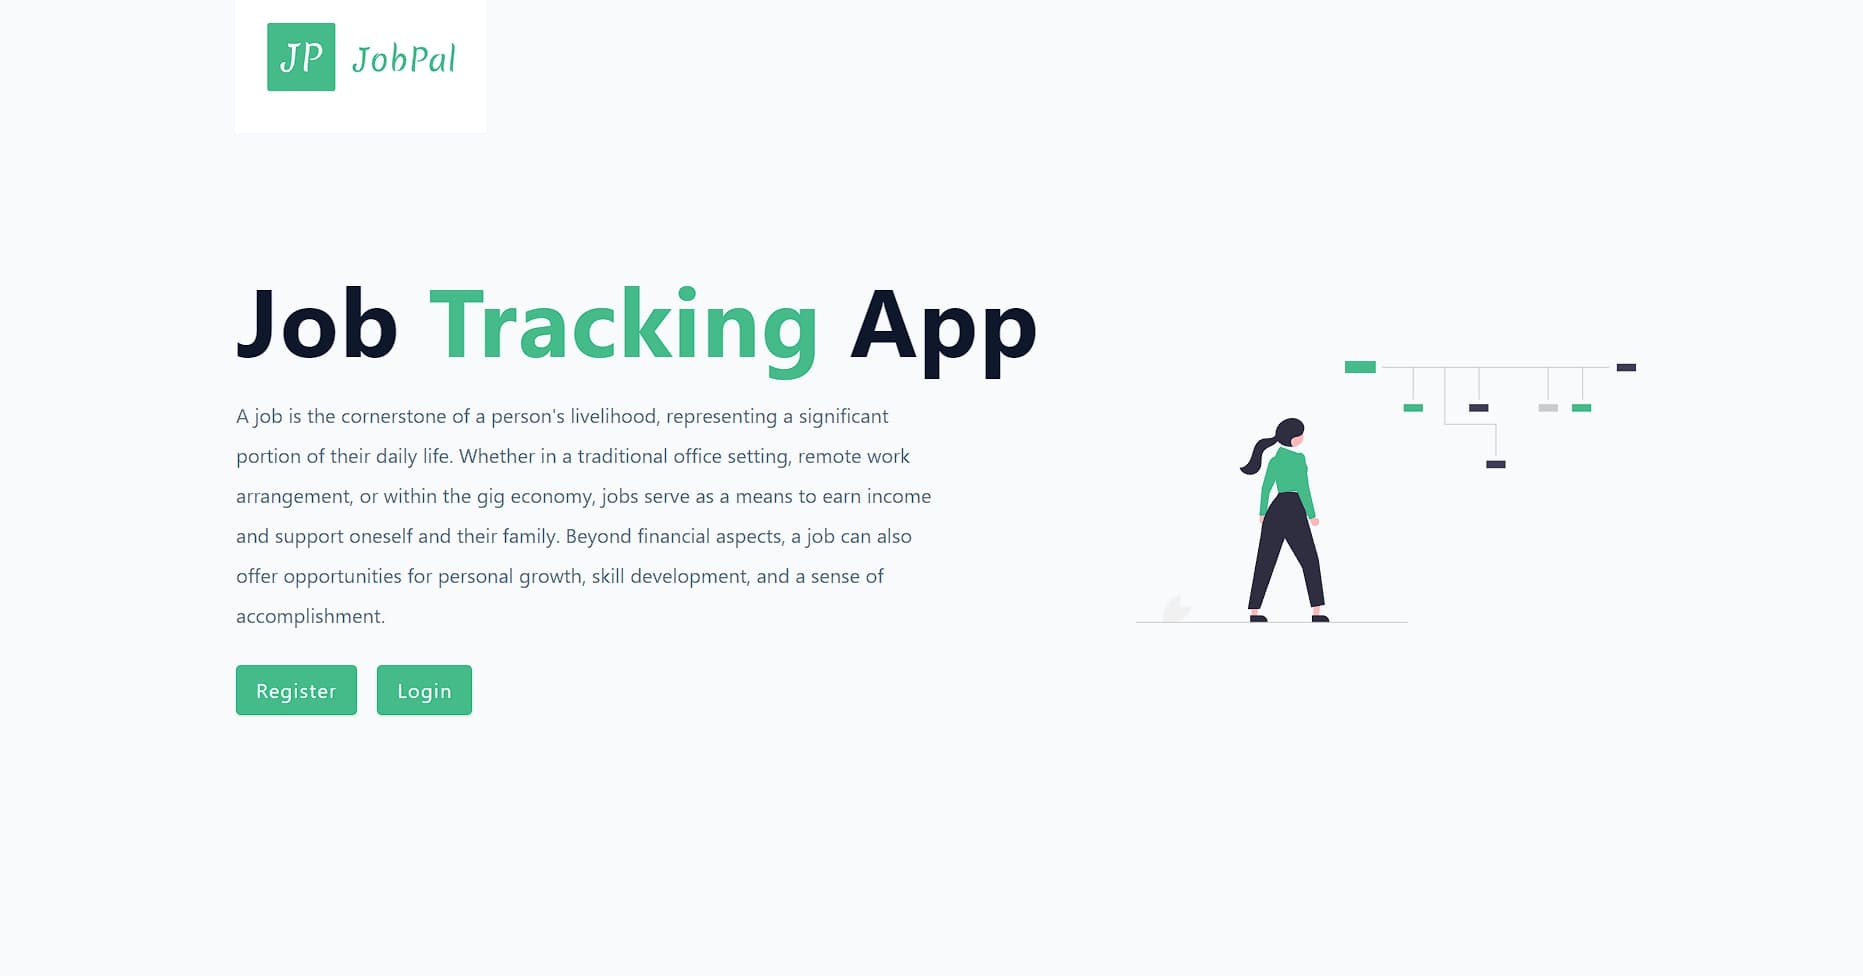 JP JobPal
Job Tracking App
A job is the cornerstone of a person's livelihood, representing a significant
portion of their daily life. Whether in a traditional office setting, remote work
arrangement, or within the gig economy, jobs serve as a means to earn income
and support oneself and their family. Beyond financial aspects, a job can also
offer opportunities for personal growth, skill development, and a sense of
accomplishment.
Register Login